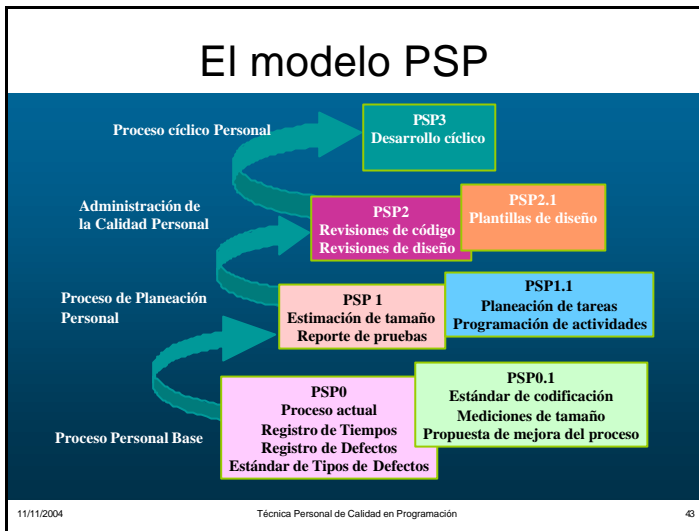 El modelo PSP
Proceso cíclico Personal
PSP3
Desarrollo cíclico
Administración de
la Calidad Personal
PSP2
Revisiones de código
Revisiones de diseño
PSP2.1
Plantillas de diseño
Proceso de Planeación
Personal
PSP 1
Estimación de tamaño
Reporte de pruebas
PSP1.1
Planeación de tareas
Programación de actividades
Proceso Personal Base
PSP0
Proceso actual
Registro de Tiempos
Registro de Defectos
Estándar de Tipos de Defectos
PSP0.1
Estándar de codificación
Mediciones de tamaño
Propuesta de mejora del proceso
11/11/2004
Técnica Personal de Calidad en Programación
43